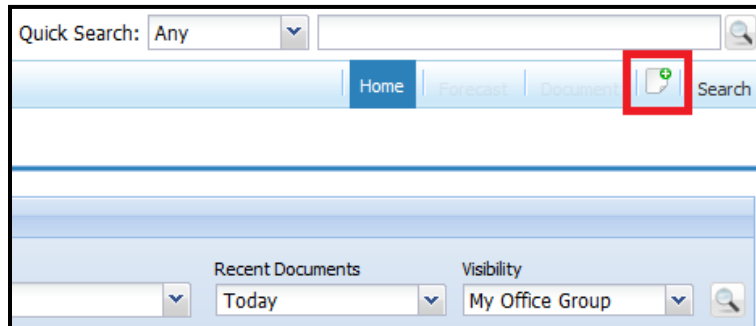 Quick Search: Any
Home Forecast Document Search
Recent Documents Visibility
Today My Office Group